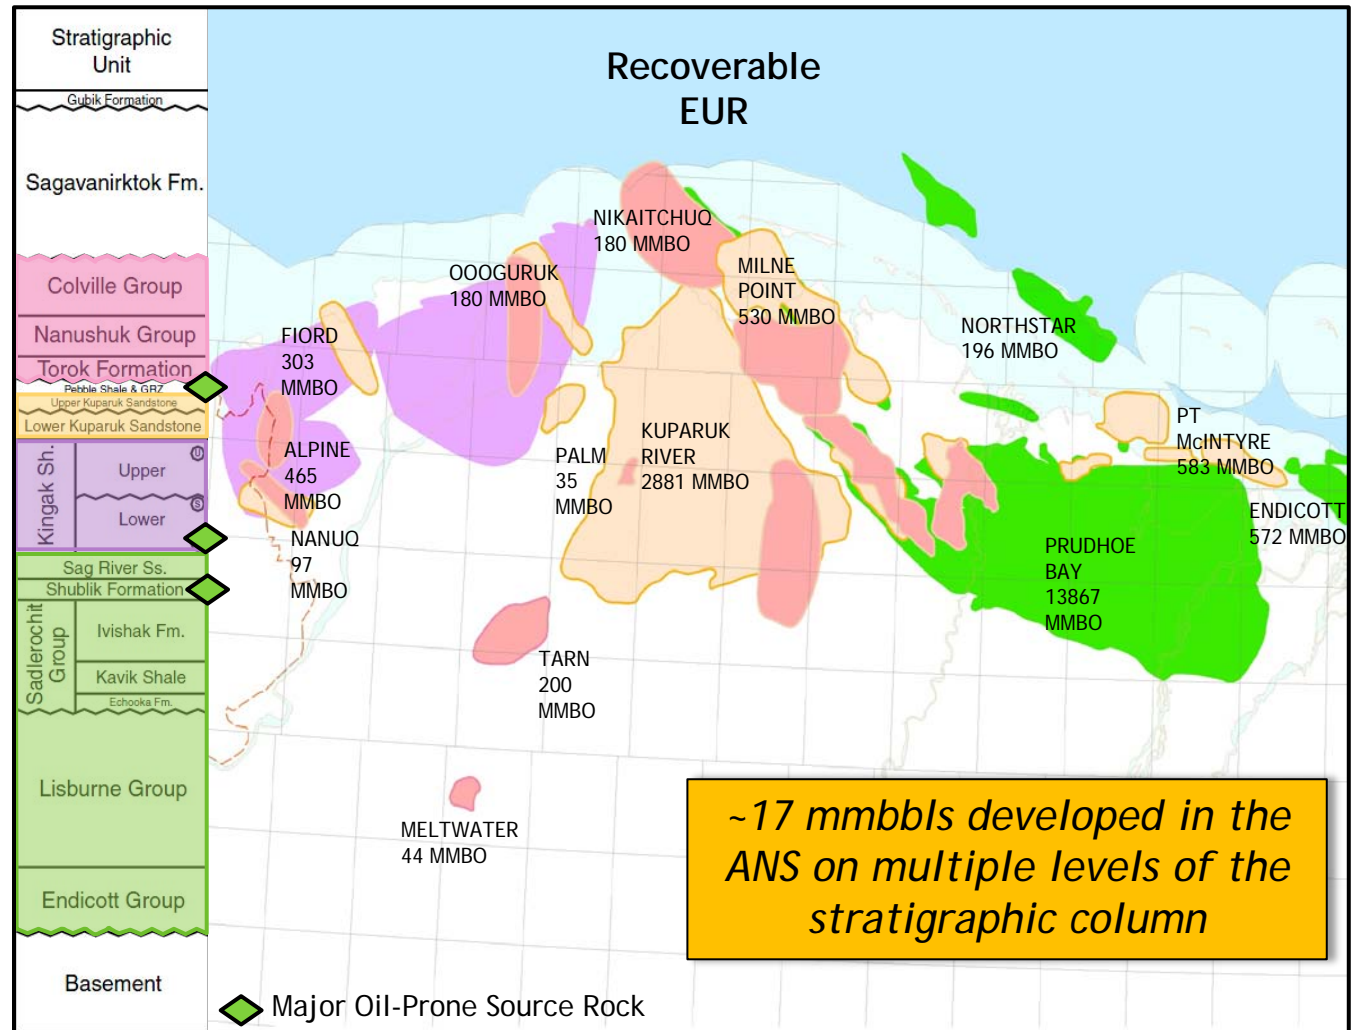 Stratigraphic
Unit
Gubik Formation
Sagavanirktok Fm.
Colville Group
Nanushuk Group
Torok Formation
Pebble Shale & GRZ
Upper Kuparuk Sandstone
Lower Kuparuk Sandstone
Kingak Sh.
Upper
U
Lower
S
Sag River Ss.
Shublik Formation
Sadlerochit
Group
Ivishak Fm.
Kavik Shale
Echooka Fm.
Lisburne Group
Endicott Group
Basement
Recoverable
EUR
NIKAITCHUQ
180 MMBO
OOOGURUK
180 MMBO
MILNE
POINT
530 MMBO
NORTHSTAR
196 MMBO
FIORD
303
MMBO
ALPINE
465
MMBO
PALM
35
MMBO
KUPARUK
RIVER
2881 MMBO
PT
McINTYRE
583 MMBO
ENDICOTT
572 MMBO
NANUQ
97
MMBO
PRUDHOE
BAY
13867
MMBO
TARN
200
MMBO
MELTWATER
44 MMBO
~17 mmbbls developed in the
ANS on multiple levels of the
stratigraphic column
Major Oil-Prone Source Rock